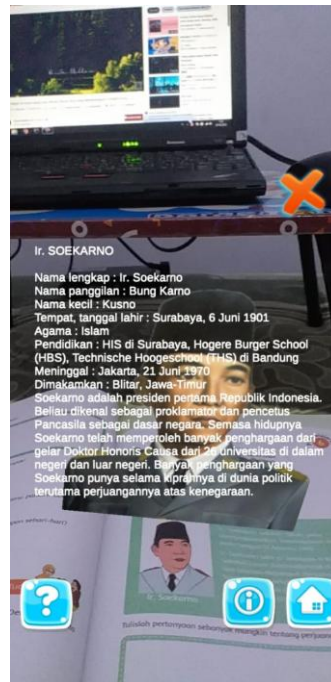 Ir. SOEKARNO
Nama lengkap : Ir. Soekarno
Nama panggilan : Bung Karno
Nama kecil : Kusno
Tempat, tanggal lahir : Surabaya, 6 Juni 1901
Agama : Islam
Pendidikan : HIS di Surabaya, Hogere Burger School
(HBS), Technische Hoogeschool (THS) di Bandung
Meninggal : Jakarta, 21 Juni 1970
Dimakamkan : Blitar, Jawa-Timur
Soekarno adalah presiden pertama Republik Indonesia.
Beliau dikenal sebagai proklamator dan pencetus
Pancasila sebagai dasar negara. Semasa hidupnya
Soekarno telah memperoleh banyak penghargaan dari
gelar Doktor Honoris Causa dari 26 universitas di dalam
negeri dan luar negeri. Banyak penghargaan yang
Soekarno punya selama kiprahnya di dunia politik
terutama perjuangannya atas kenegaraan.
Ir. Soekarno
?
i
Tulislah pertanyaan sebanyak mungkin tentang